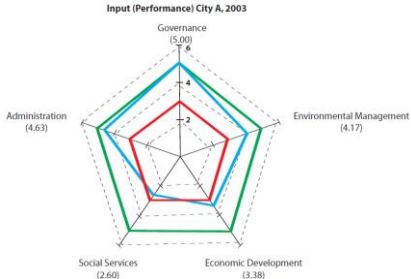 Input (Performance) City A, 2003
Governance
(5.00)
6
4
2
Administration
(4.63)
Environmental Management
(4.17)
Social Services
(2.60)
Economic Development
(3.38)